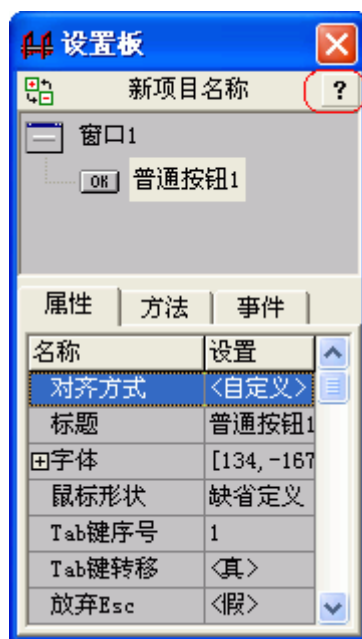 设置板
新项目名称 ?
窗口1
OK 普通按钮1
属性 方法 事件
名称 设置
对齐方式 <自定义>
标题 普通按钮1
字体 [134,-167
鼠标形状 缺省定义
Tab键序号 1
Tab键转移 <真>
放弃Esc <假>